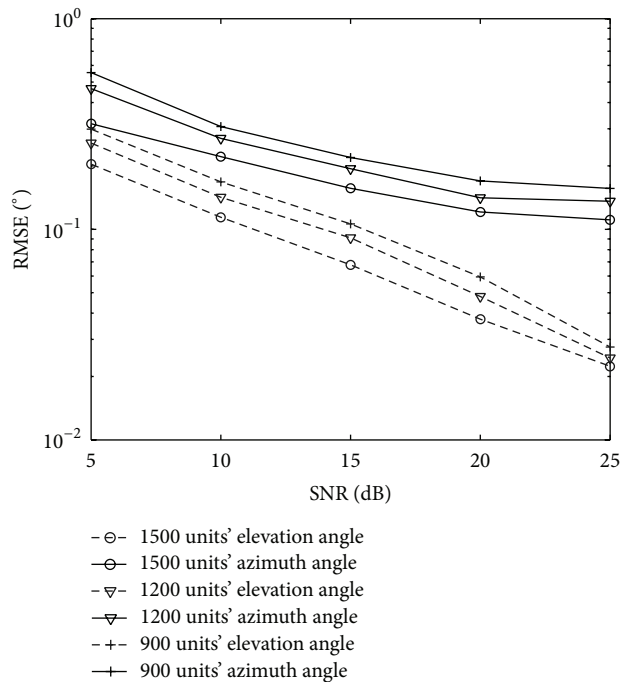 10^0
10^-1
10^-2
RMSE (°)
5 10 15 20 25
SNR (dB)
1500 units' elevation angle
1500 units' azimuth angle
1200 units' elevation angle
1200 units' azimuth angle
900 units' elevation angle
900 units' azimuth angle